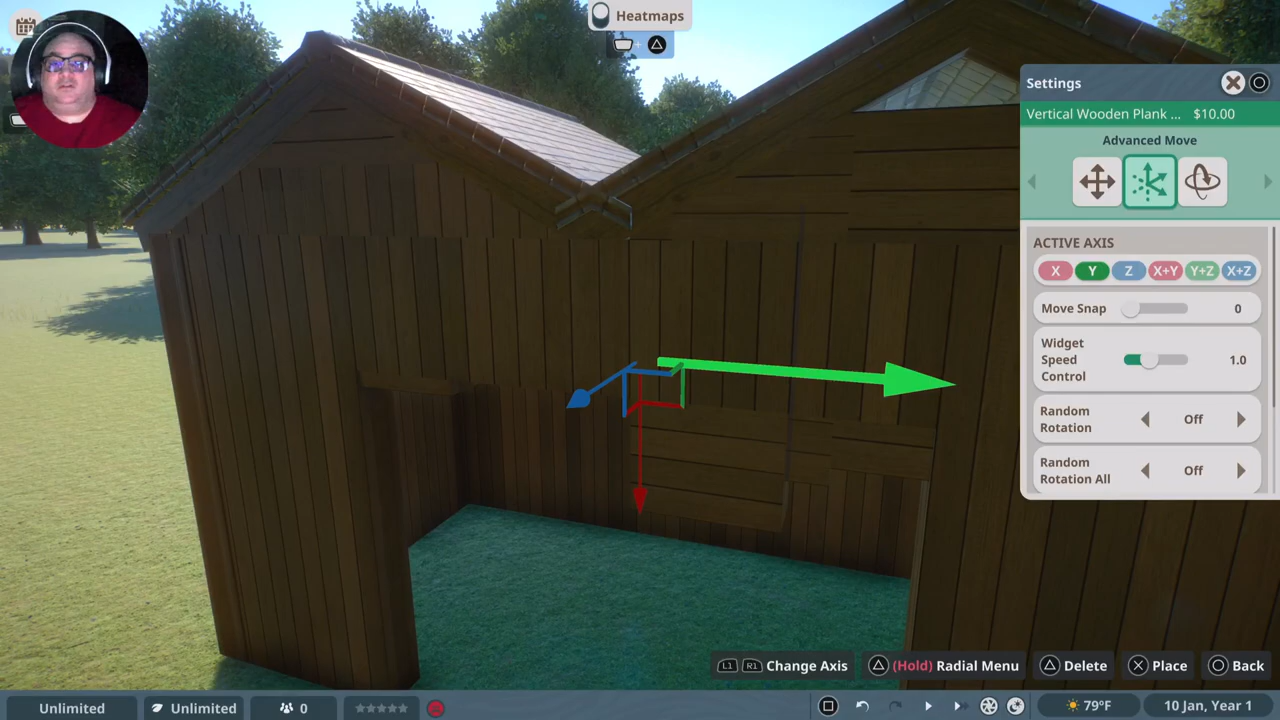 Heatmaps
Settings
Vertical Wooden Plank ... $10.00
Advanced Move
ACTIVE AXIS
X Y Z X+Y Y+Z X+Z
Move Snap 0
Widget
Speed 1.0
Control
Random
Rotation Off
Random
Rotation All Off
L1 R1 Change Axis (Hold) Radial Menu Delete Place Back
Unlimited Unlimited 0 79°F 10 Jan, Year 1